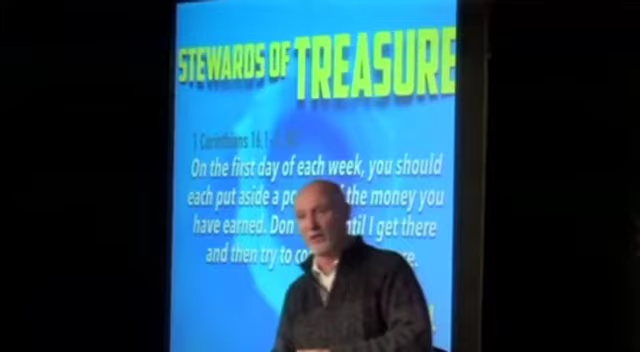 STEWARDS OF TREASURE
1 Corinthians 16.1
On the first day of each week, you should
each put aside a the money you
have earned. Don I get there
and then try to